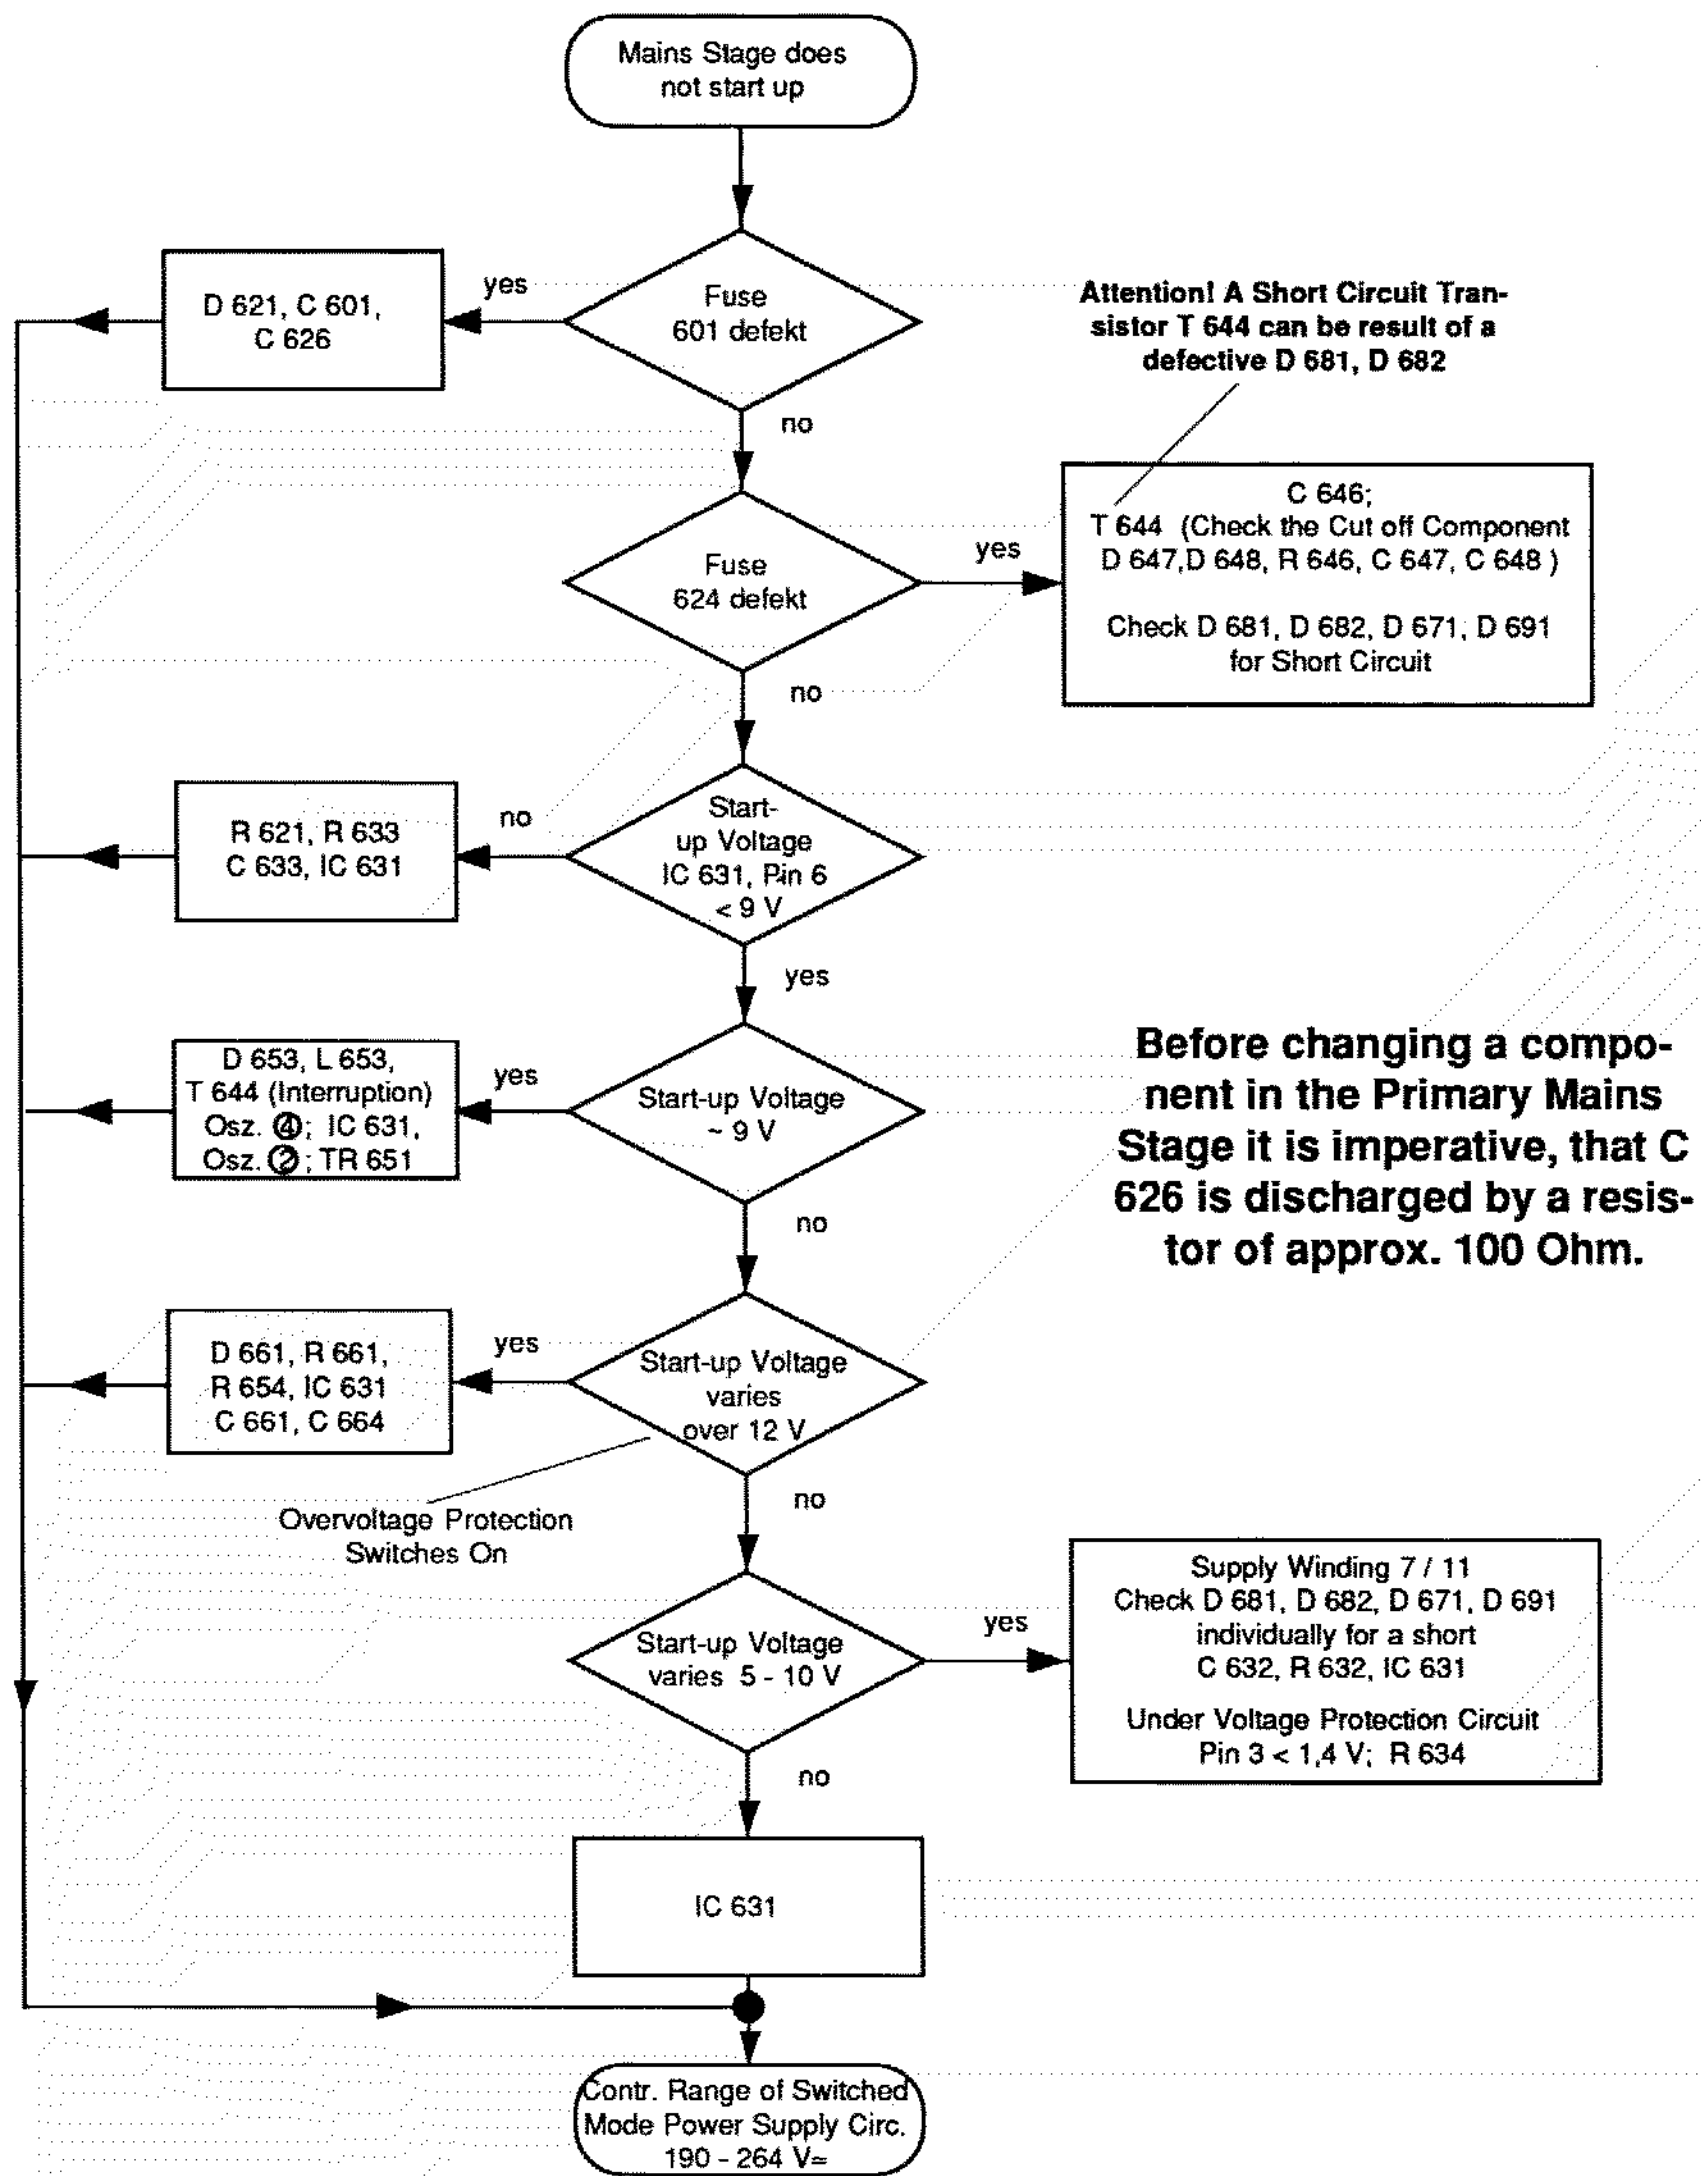 Mains Stage does
not start up
yes
Fuse
601 defekt
D 621, C 601,
C 626
Attention! A Short Circuit Tran-
sistor T 644 can be result of a
defective D 681, D 682
no
Fuse
624 defekt
yes
C 646;
T 644 (Check the Cut off Component
D 647,D 648, R 646, C 647, C 648 )
Check D 681, D 682, D 671, D 691
for Short Circuit
no
Start-
up Voltage
IC 631, Pin 6
< 9 V
no
R 621, R 633
C 633, IC 631
yes
Start-up Voltage
~ 9 V
yes
D 653, L 653,
T 644 (Interruption)
Osz. ④; IC 631,
Osz. ②; TR 651
Before changing a compo-
nent in the Primary Mains
Stage it is imperative, that C
626 is discharged by a resis-
tor of approx. 100 Ohm.
no
Start-up Voltage
varies
over 12 V
yes
D 661, R 661,
R 654, IC 631
C 661, C 664
Overvoltage Protection
Switches On
no
Start-up Voltage
varies 5 - 10 V
yes
Supply Winding 7 / 11
Check D 681, D 682, D 671, D 691
individually for a short
C 632, R 632, IC 631
Under Voltage Protection Circuit
Pin 3 < 1,4 V; R 634
no
IC 631
Contr. Range of Switched
Mode Power Supply Circ.
190 - 264 V≃